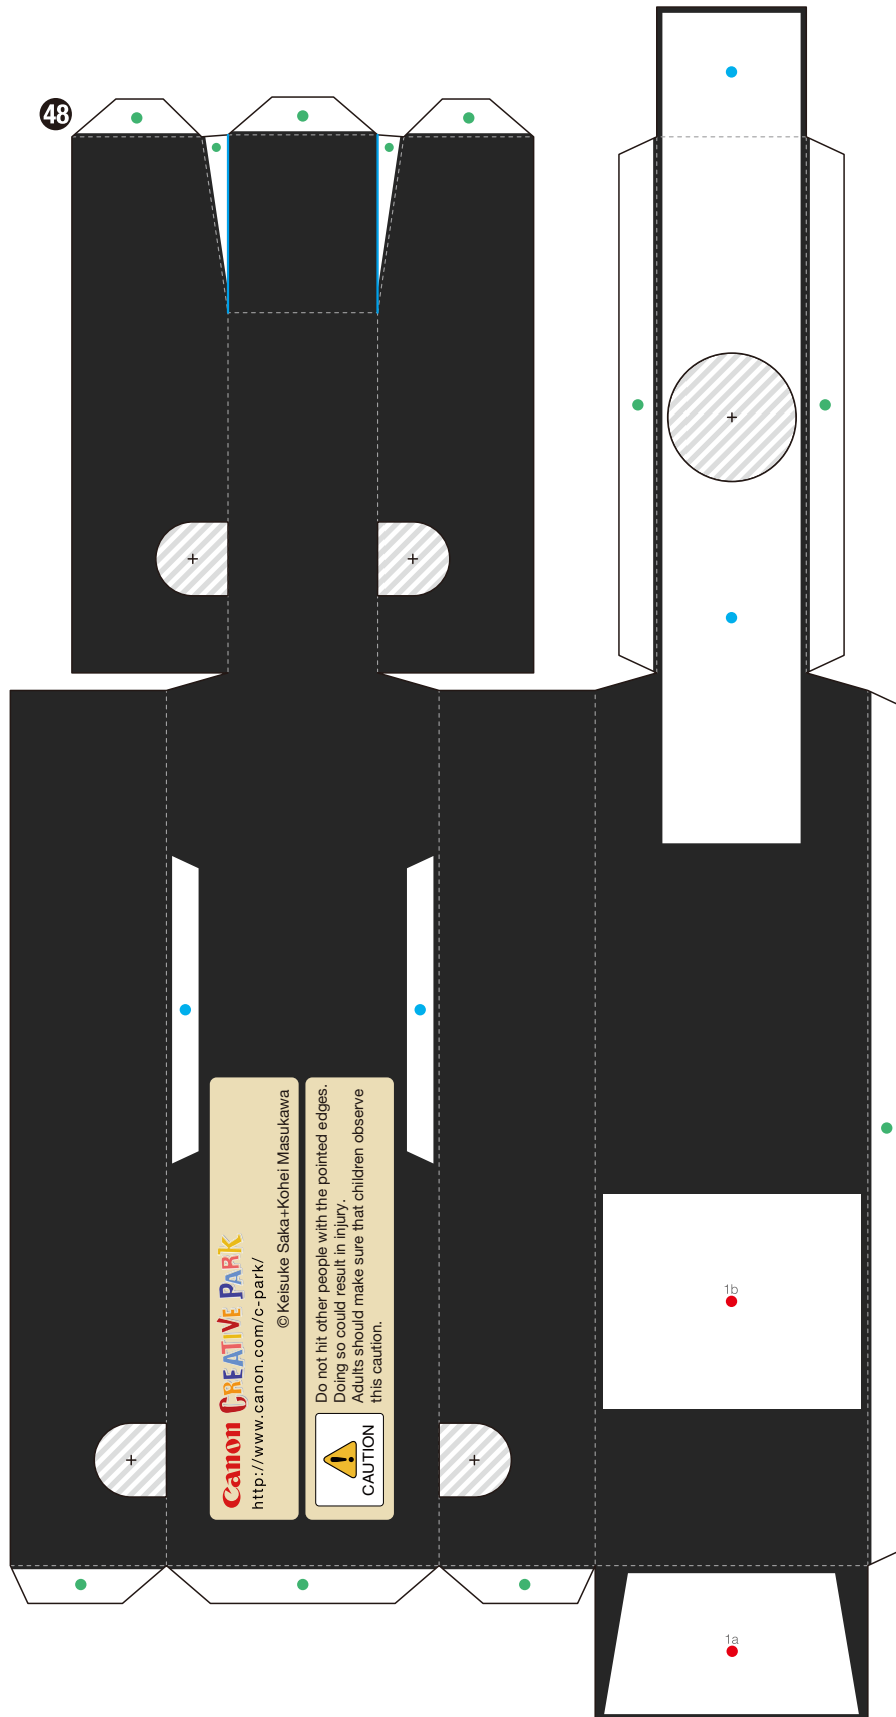 48
Canon CREATIVE PARK
http://www.canon.com/c-park/
© Keisuke Saka+Kohei Masukawa
CAUTION
Do not hit other people with the pointed edges.
Doing so could result in injury.
Adults should make sure that children observe
this caution.
1b
1a